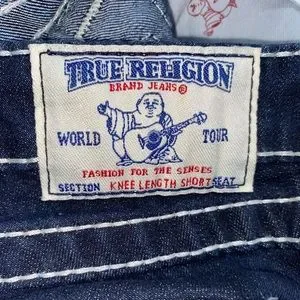 TRUE RELIGION
BRAND JEANS®
WORLD TOUR
FASHION FOR THE SENSES
SECTION KNEE LENGTH SHORT SEAT